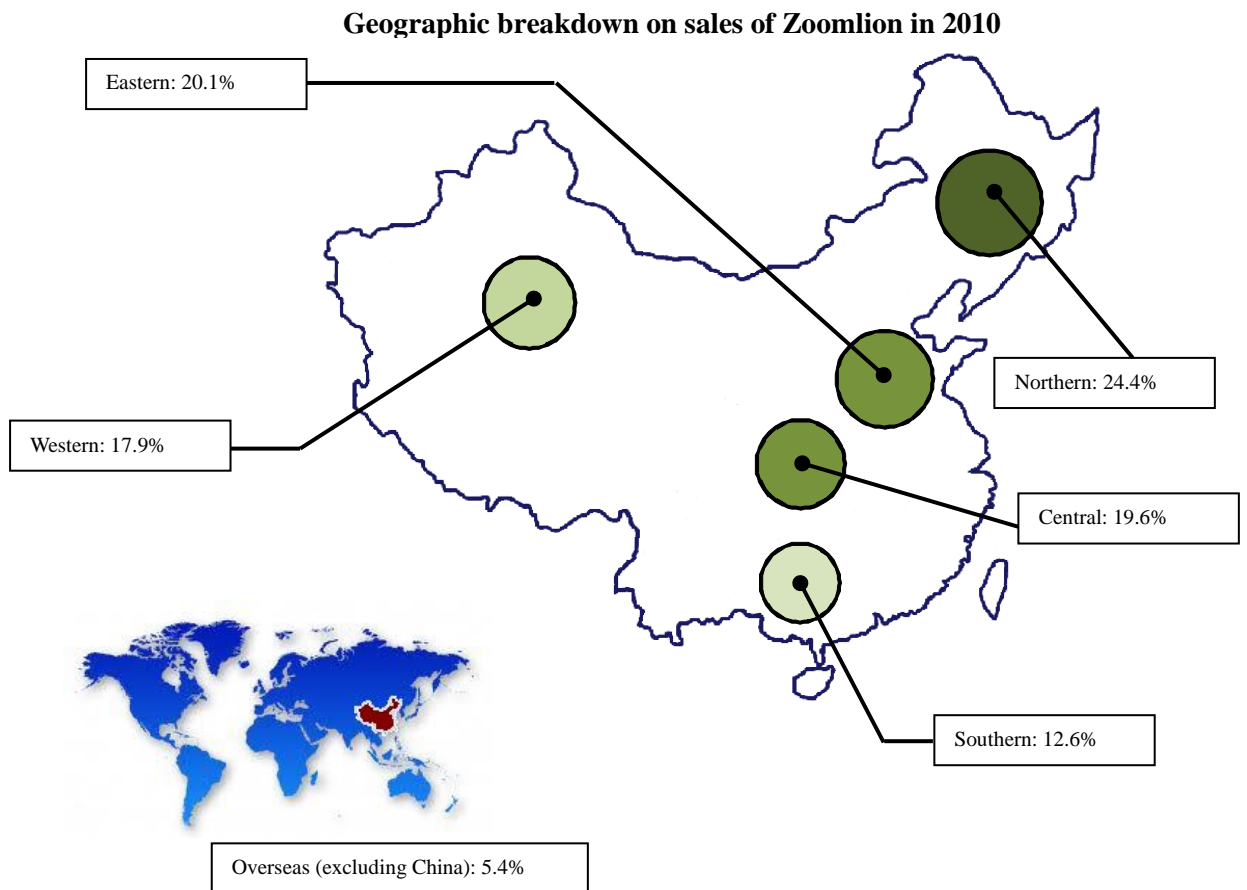 Geographic breakdown on sales of Zoomlion in 2010
Eastern: 20.1%
Northern: 24.4%
Western: 17.9%
Central: 19.6%
Southern: 12.6%
Overseas (excluding China): 5.4%